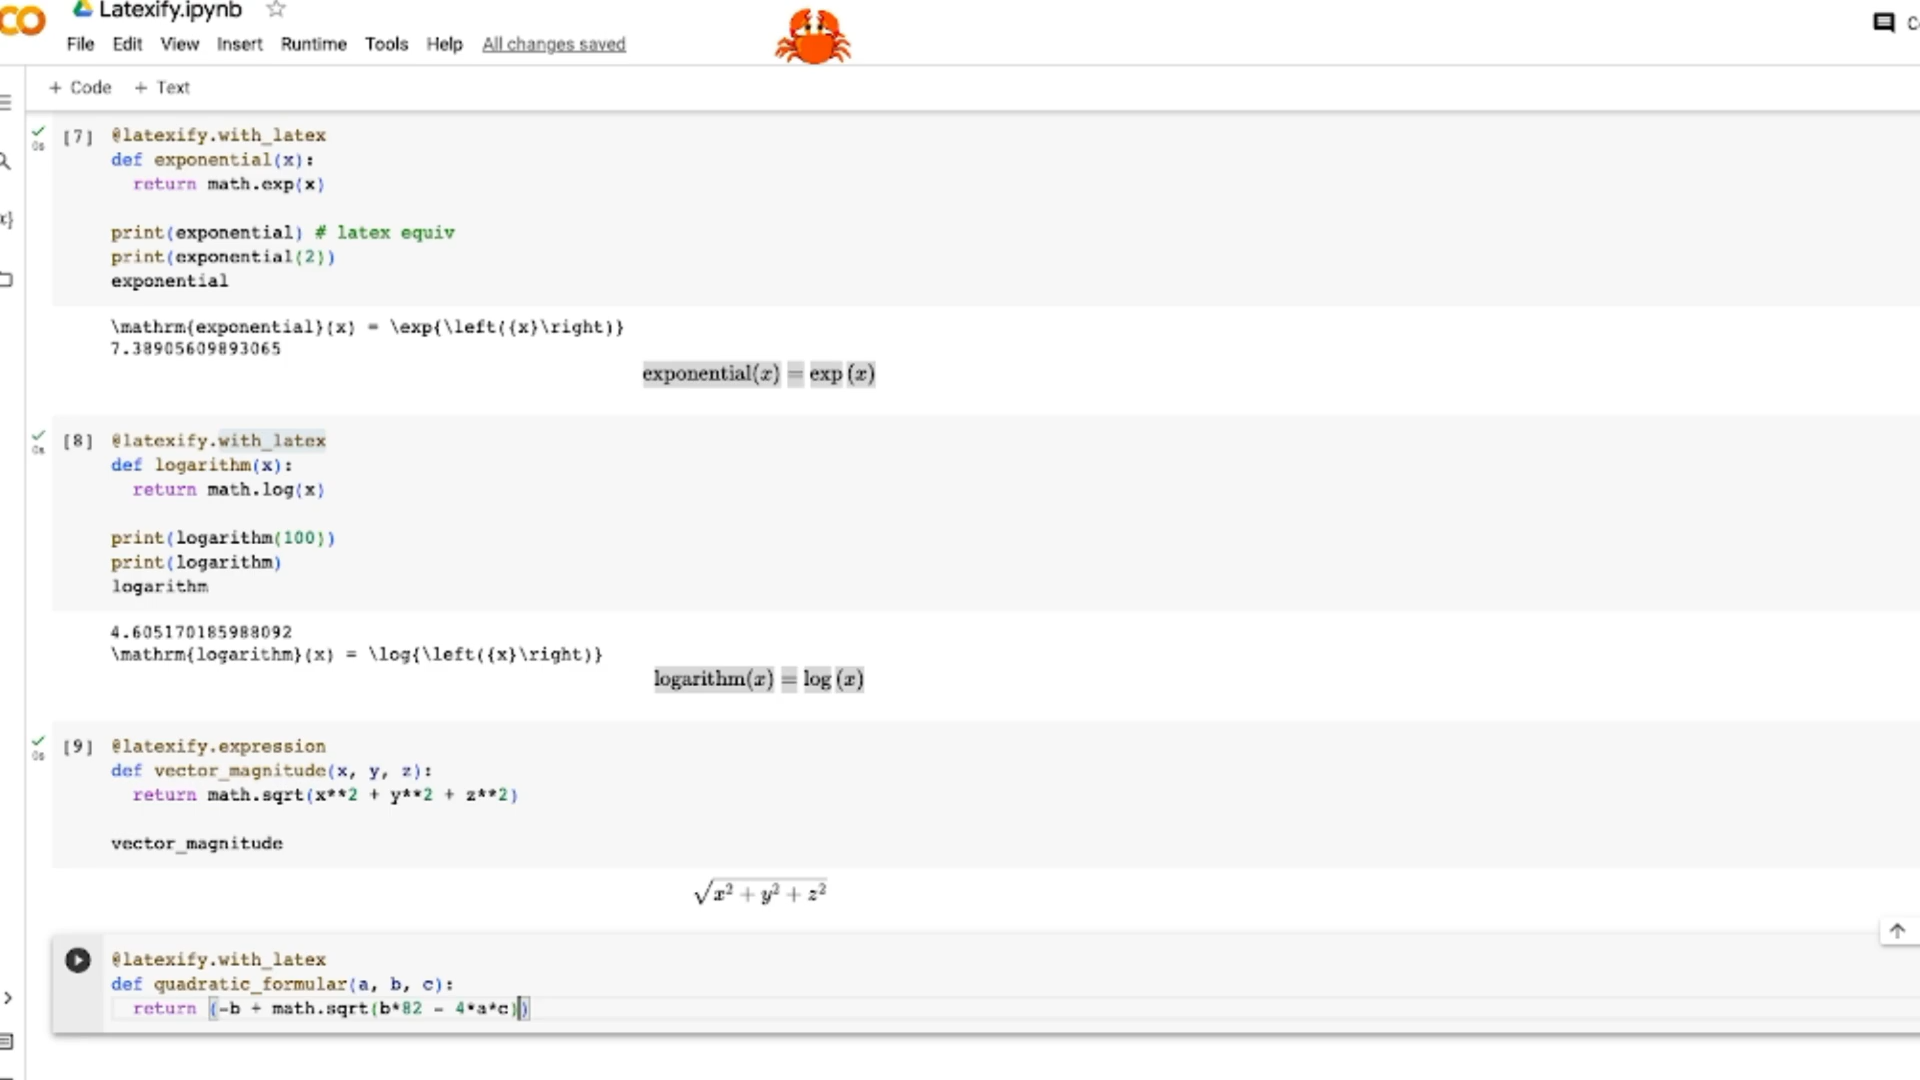 Latexify.ipynb
File Edit View Insert Runtime Tools Help All changes saved
+ Code + Text
[7] @latexify.with_latex
def exponential(x):
return math.exp(x)
print(exponential) # latex equiv
print(exponential(2))
exponential
\mathrm{exponential}(x) = \exp{\left({x}\right)}
7.38905609893065
exponential(x) = exp (x)
[8] @latexify.with_latex
def logarithm(x):
return math.log(x)
print(logarithm(100))
print(logarithm)
logarithm
4.605170185988092
\mathrm{logarithm}(x) = \log{\left({x}\right)}
logarithm(x) = log (x)
[9] @latexify.expression
def vector_magnitude(x, y, z):
return math.sqrt(x**2 + y**2 + z**2)
vector_magnitude
√x² + y² + z²
@latexify.with_latex
def quadratic_formular(a, b, c):
return (-b + math.sqrt(b*82 - 4*a*c))